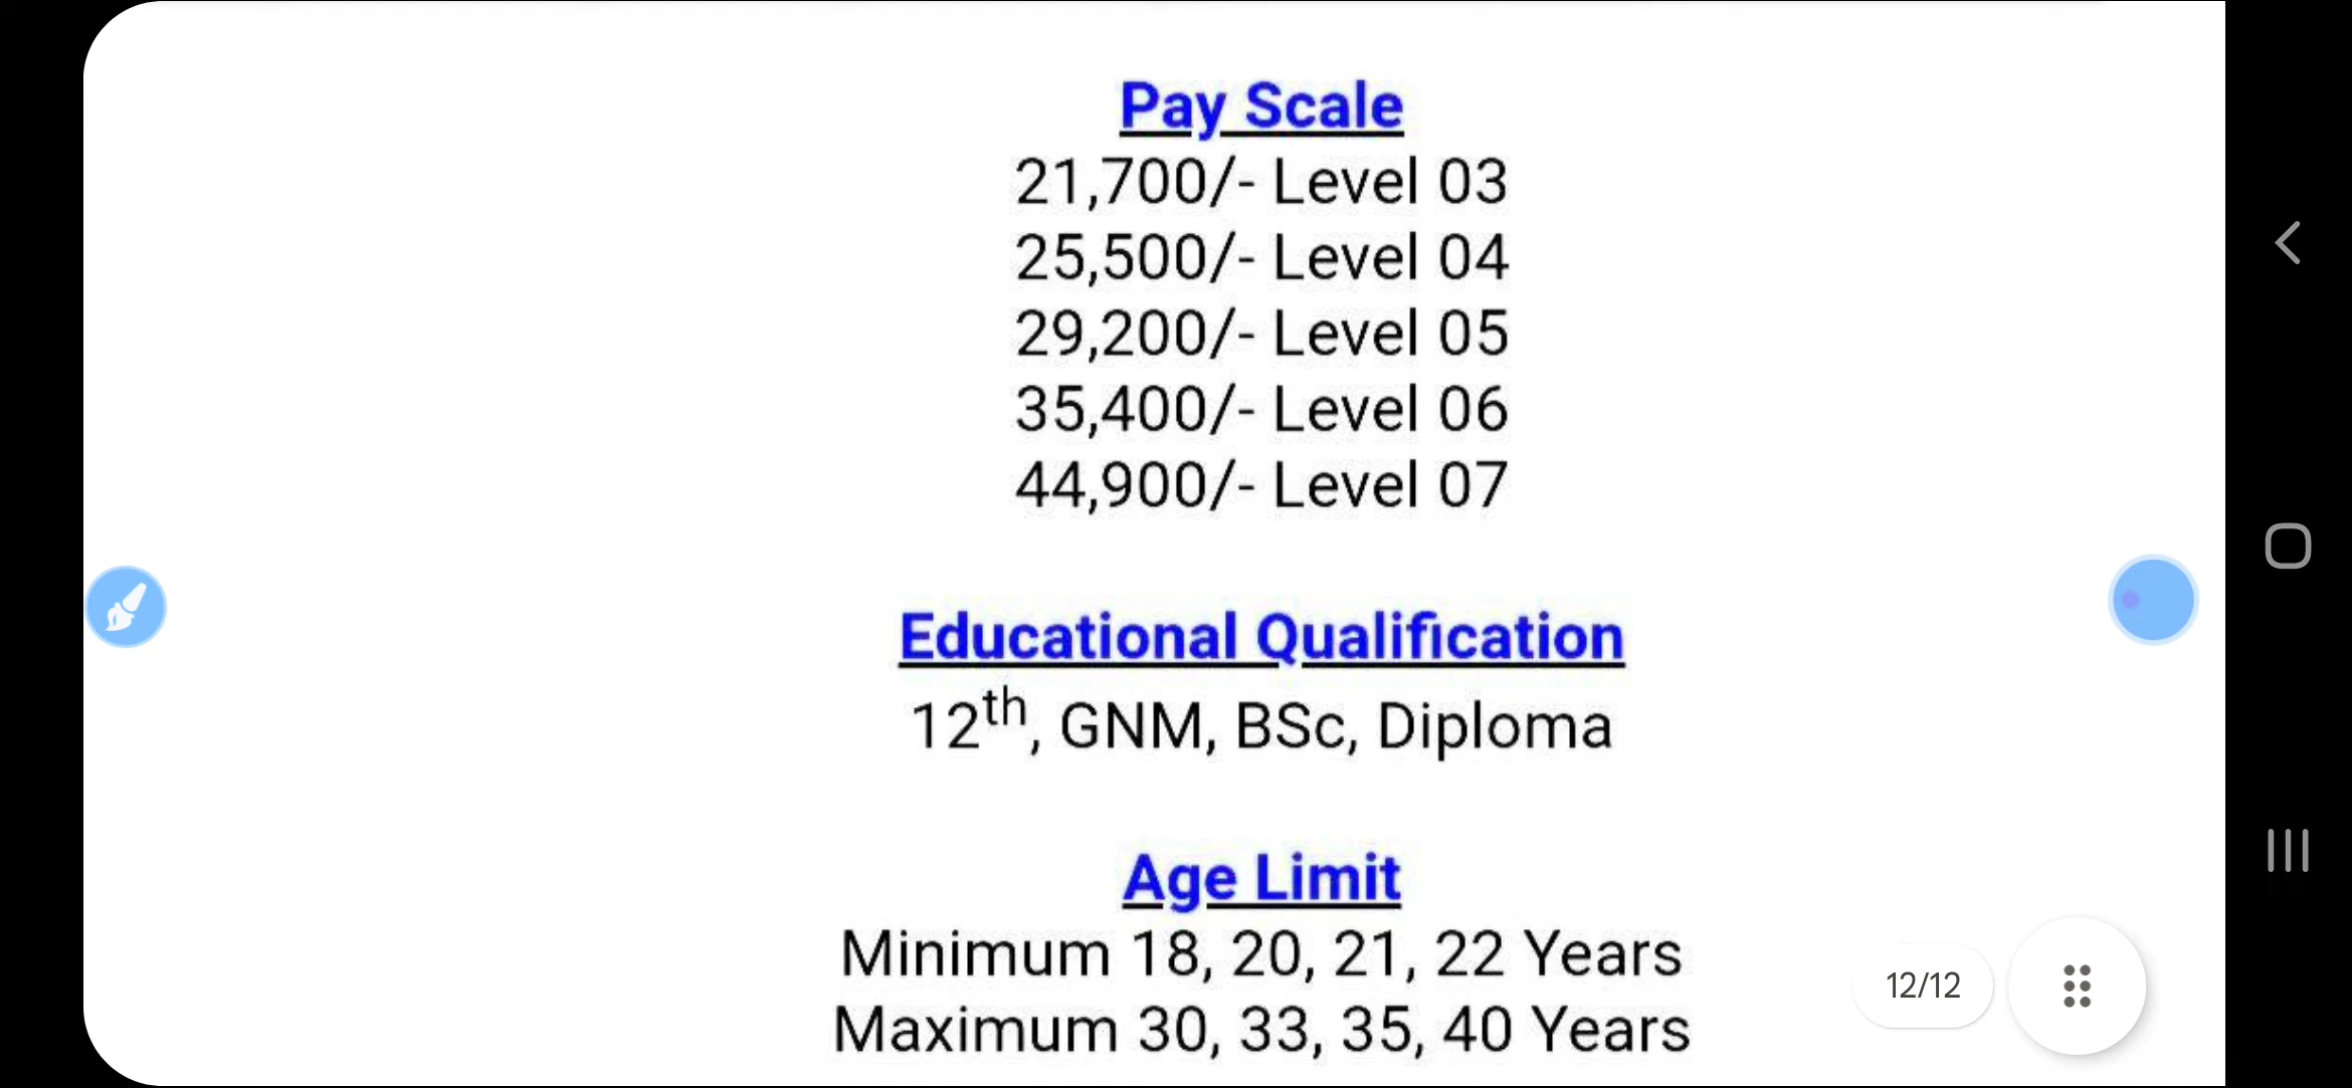 Pay Scale
21,700/- Level 03
25,500/- Level 04
29,200/- Level 05
35,400/- Level 06
44,900/- Level 07
Educational Qualification
12th, GNM, BSc, Diploma
Age Limit
Minimum 18, 20, 21, 22 Years
Maximum 30, 33, 35, 40 Years
12/12